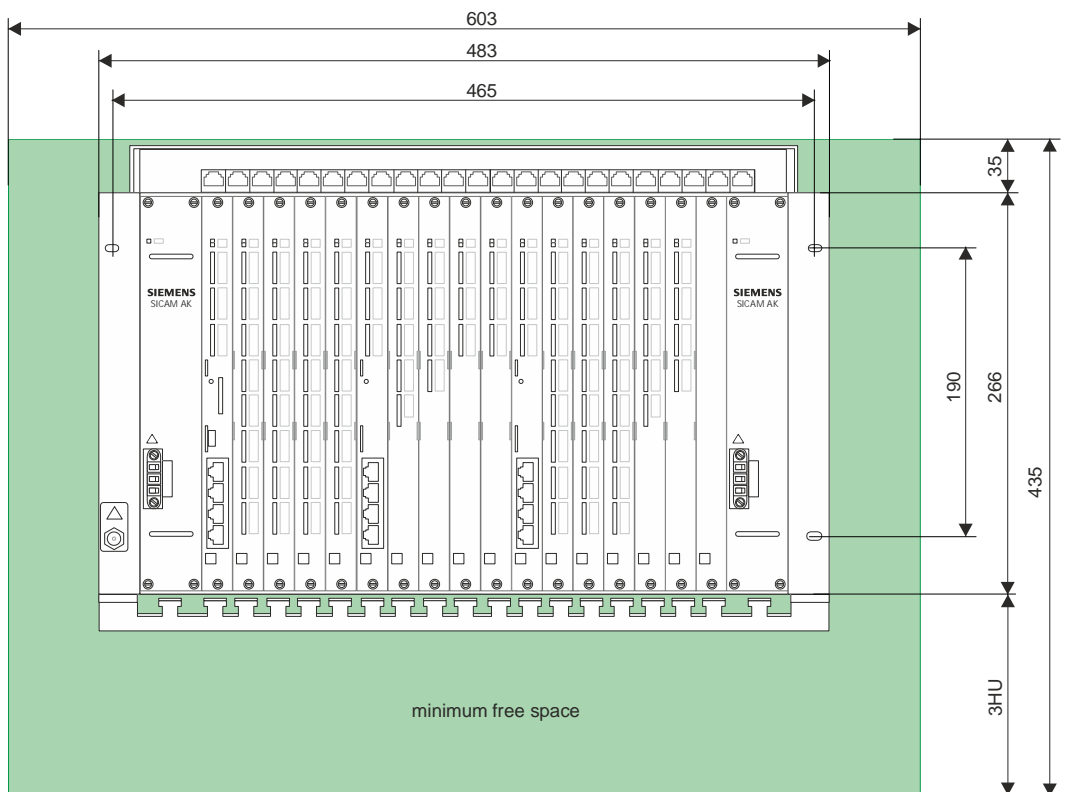 603
483
465
35
SIEMENS
SICAM AK
SIEMENS
SICAM AK
190
266
435
3HU
minimum free space